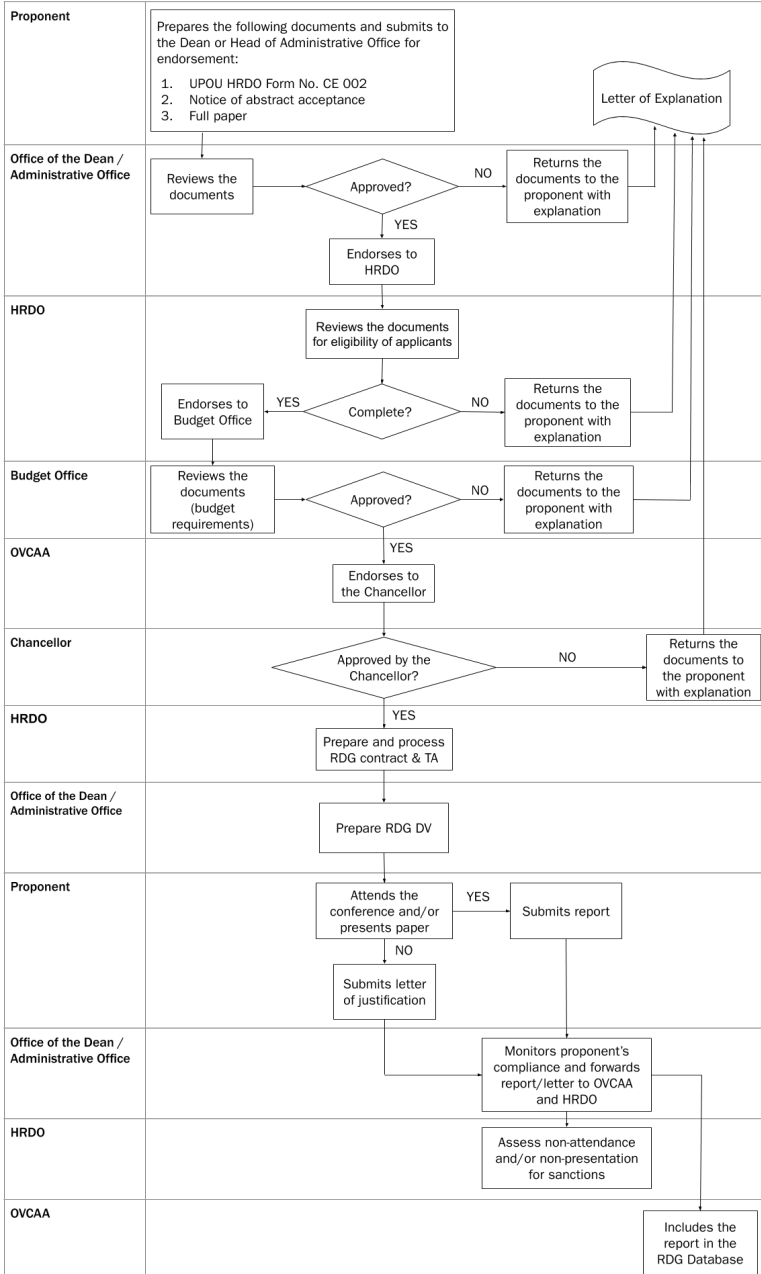 Proponent
Prepares the following documents and submits to
the Dean or Head of Administrative Office for
endorsement:
1. UPOU HRDO Form No. CE 002
2. Notice of abstract acceptance
3. Full paper
Letter of Explanation
Office of the Dean /
Administrative Office
Reviews the
documents
Approved?
NO
Returns the
documents to the
proponent with
explanation
YES
Endorses to
HRDO
HRDO
Reviews the documents
for eligibility of applicants
Endorses to
Budget Office
YES
Complete?
NO
Returns the
documents to the
proponent with
explanation
Budget Office
Reviews the
documents
(budget
requirements)
Approved?
NO
Returns the
documents to the
proponent with
explanation
YES
OVCAA
Endorses to
the Chancellor
Chancellor
Approved by the
Chancellor?
NO
Returns the
documents to
the proponent
with explanation
YES
HRDO
Prepare and process
RDG contract & TA
Office of the Dean /
Administrative Office
Prepare RDG DV
Proponent
Attends the
conference and/or
presents paper
YES
Submits report
NO
Submits letter
of justification
Office of the Dean /
Administrative Office
Monitors proponent's
compliance and forwards
report/letter to OVCAA
and HRDO
HRDO
Assess non-attendance
and/or non-presentation
for sanctions
OVCAA
Includes the
report in the
RDG Database